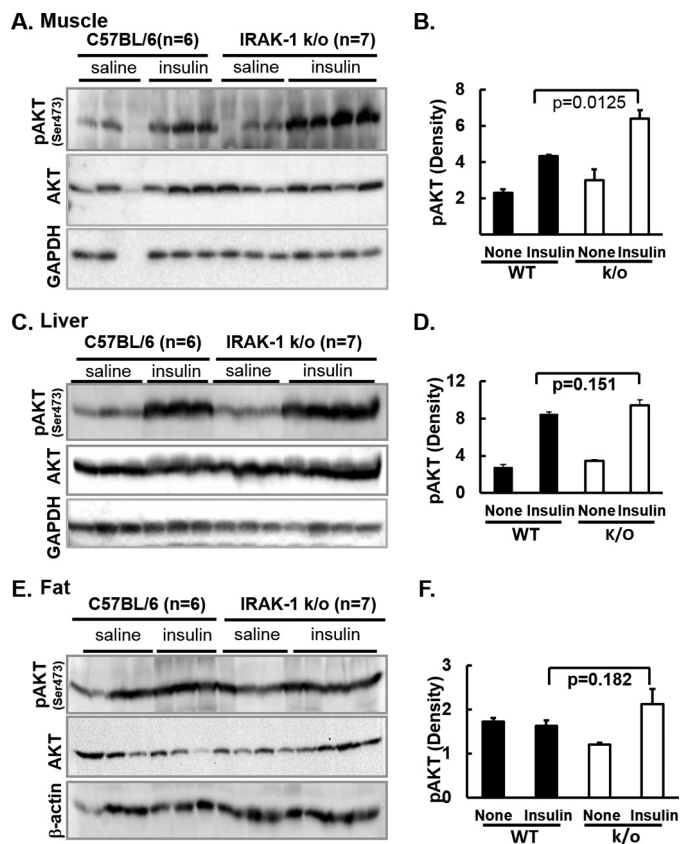 A. Muscle
C57BL/6(n=6) IRAK-1 k/o (n=7)
saline insulin saline insulin
pAKT
(Ser473)
AKT
GAPDH
B.
8
6
4
2
pAKT (Density)
p=0.0125
None Insulin None Insulin
WT k/o
C. Liver
C57BL/6 (n=6) IRAK-1 k/o (n=7)
saline insulin saline insulin
pAKT
(Ser473)
AKT
GAPDH
D.
12
8
4
0
pAKT (Density)
p=0.151
None Insulin None Insulin
WT K/O
E. Fat
C57BL/6 (n=6) IRAK-1 k/o (n=7)
saline insulin saline insulin
pAKT
(Ser473)
AKT
β-actin
F.
3
2
1
0
pAKT (Density)
p=0.182
None Insulin None Insulin
WT k/o